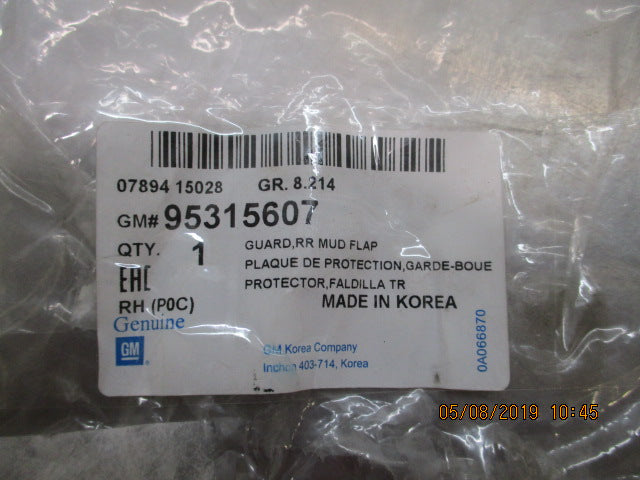 07894 15028 GR. 8.214
GM# 95315607
QTY. 1 GUARD,RR MUD FLAP
PLAQUE DE PROTECTION,GARDE-BOUE
EAC PROTECTOR,FALDILLA TR
RH (P0C) MADE IN KOREA
Genuine
GM
GM Korea Company
Inchon 403-714, Korea
0A066870
05/08/2019 10:45